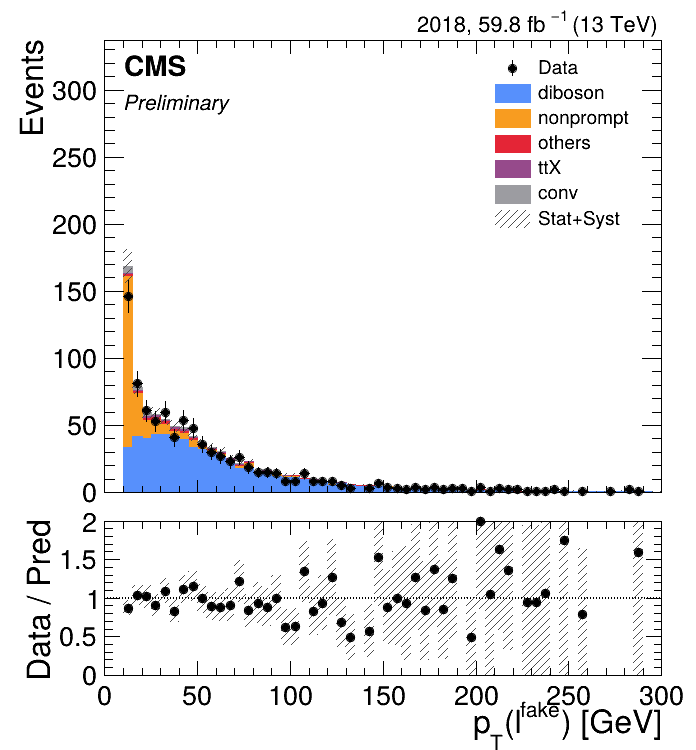 2018, 59.8 fb⁻¹ (13 TeV)
CMS
Preliminary
Events
300
250
200
150
100
50
0
Data
diboson
nonprompt
others
ttX
conv
Stat+Syst
Data / Pred
2
1.5
1
0.5
0
0 50 100 150 200 250 300
p_T(l^fake) [GeV]